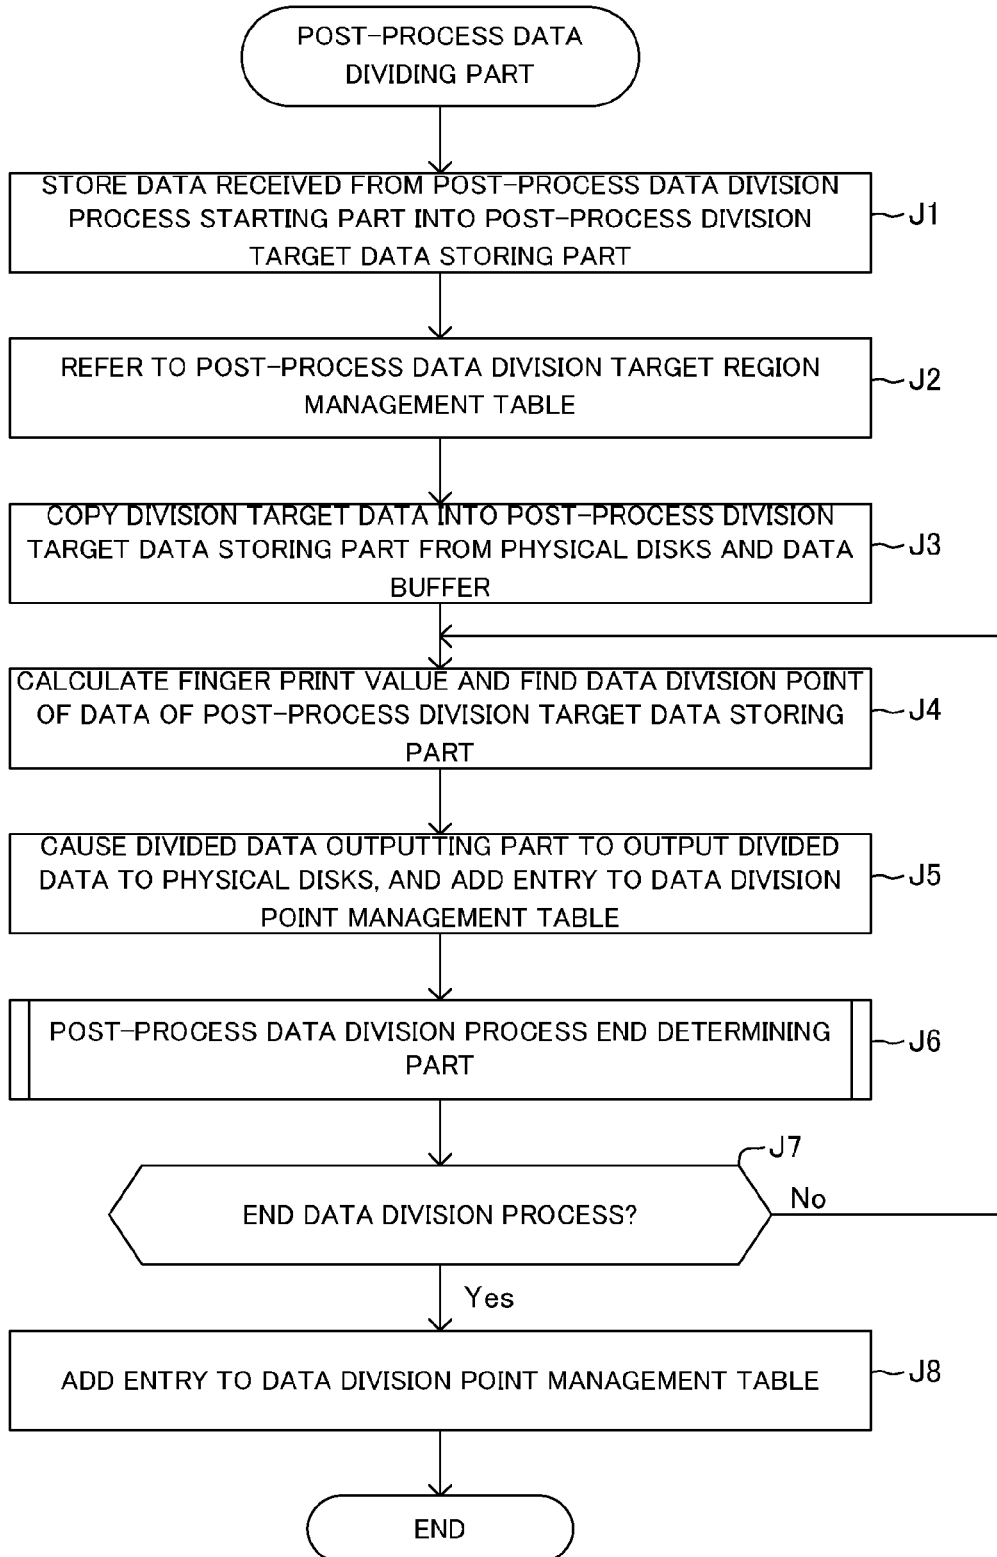 POST-PROCESS DATA
DIVIDING PART
STORE DATA RECEIVED FROM POST-PROCESS DATA DIVISION
PROCESS STARTING PART INTO POST-PROCESS DIVISION
TARGET DATA STORING PART
J1
REFER TO POST-PROCESS DATA DIVISION TARGET REGION
MANAGEMENT TABLE
J2
COPY DIVISION TARGET DATA INTO POST-PROCESS DIVISION
TARGET DATA STORING PART FROM PHYSICAL DISKS AND DATA
BUFFER
J3
CALCULATE FINGER PRINT VALUE AND FIND DATA DIVISION POINT
OF DATA OF POST-PROCESS DIVISION TARGET DATA STORING
PART
J4
CAUSE DIVIDED DATA OUTPUTTING PART TO OUTPUT DIVIDED
DATA TO PHYSICAL DISKS, AND ADD ENTRY TO DATA DIVISION
POINT MANAGEMENT TABLE
J5
POST-PROCESS DATA DIVISION PROCESS END DETERMINING
PART
J6
J7
END DATA DIVISION PROCESS?
No
Yes
ADD ENTRY TO DATA DIVISION POINT MANAGEMENT TABLE
J8
END